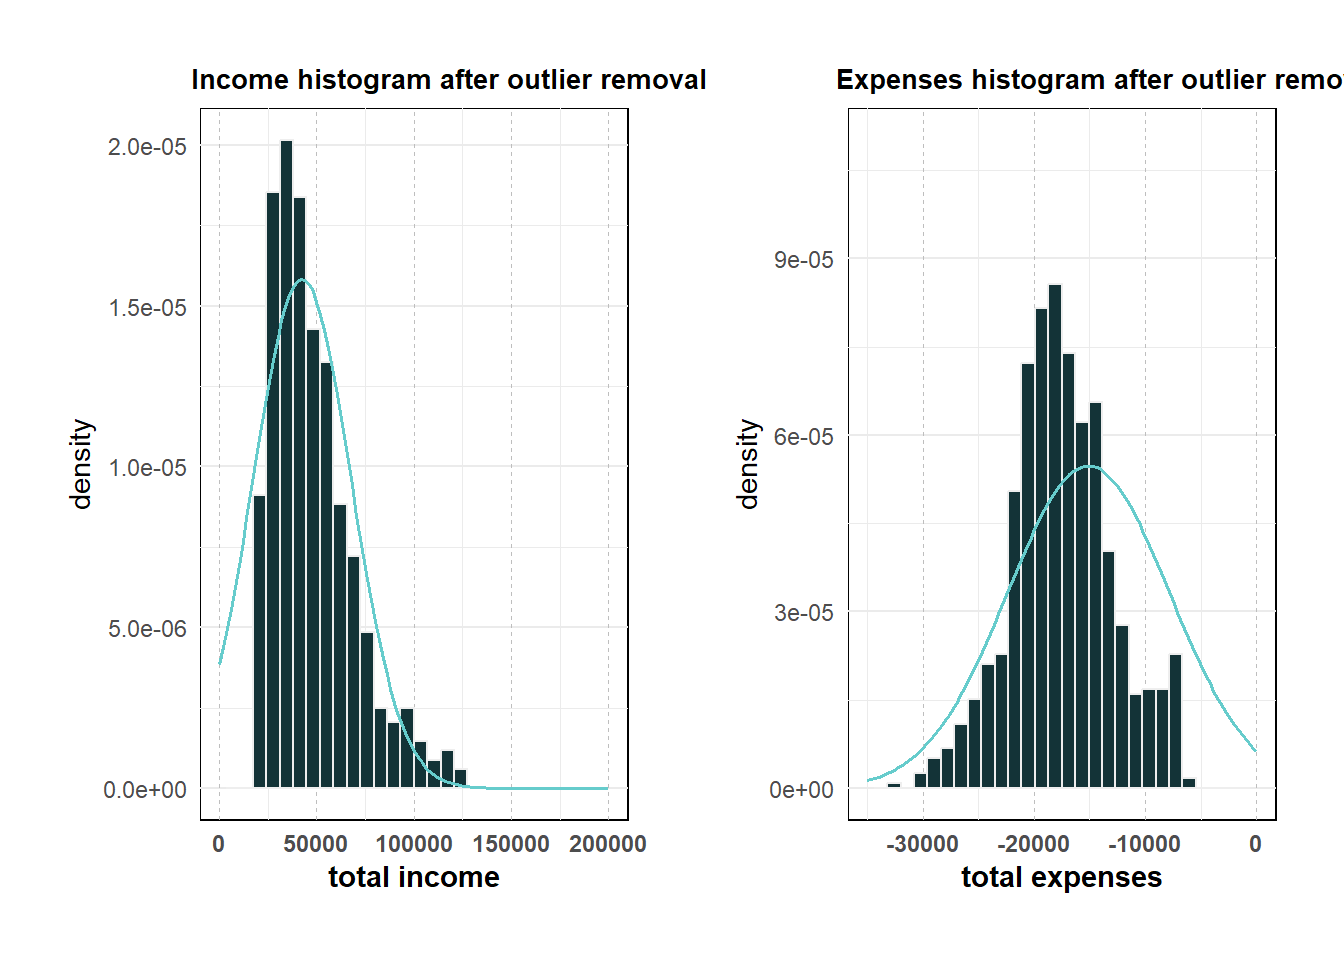 Income histogram after outlier removal
2.0e-05
1.5e-05
1.0e-05
5.0e-06
0.0e+00
density
0 50000 100000 150000 200000
total income
Expenses histogram after outlier remo
9e-05
6e-05
3e-05
0e+00
density
-30000 -20000 -10000 0
total expenses